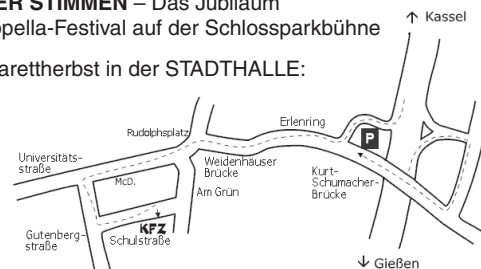 ER STIMMEN – Das Jubiläum
ppella-Festival auf der Schlossparkbühne
arettherbst in der STADTHALLE:
↑ Kassel
Erlenring
P
Rudolphsplatz
Universitäts-
straße
McD.
Weidenhäuser
Brücke
Am Grün
Kurt-
Schumacher-
Brücke
KFZ
Gutenberg-
straße
Schulstraße
↓ Gießen